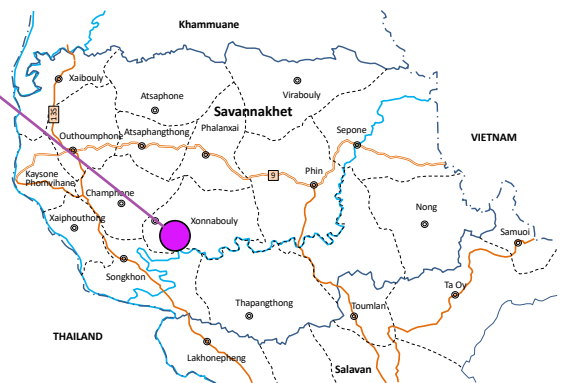 Khammuane
Xaibouly
Virabouly
Atsaphone
Savannakhet
13S
Outhoumphone
Atsaphangthong
Phalanxai
Sepone
VIETNAM
Kaysone
Phomvihane
9
Phin
Champhone
Xaiphouthong
Xonnabouly
Nong
Samuoi
Songkhon
Ta Oy
Thapangthong
Toumlan
THAILAND
Lakhonepheng
Salavan